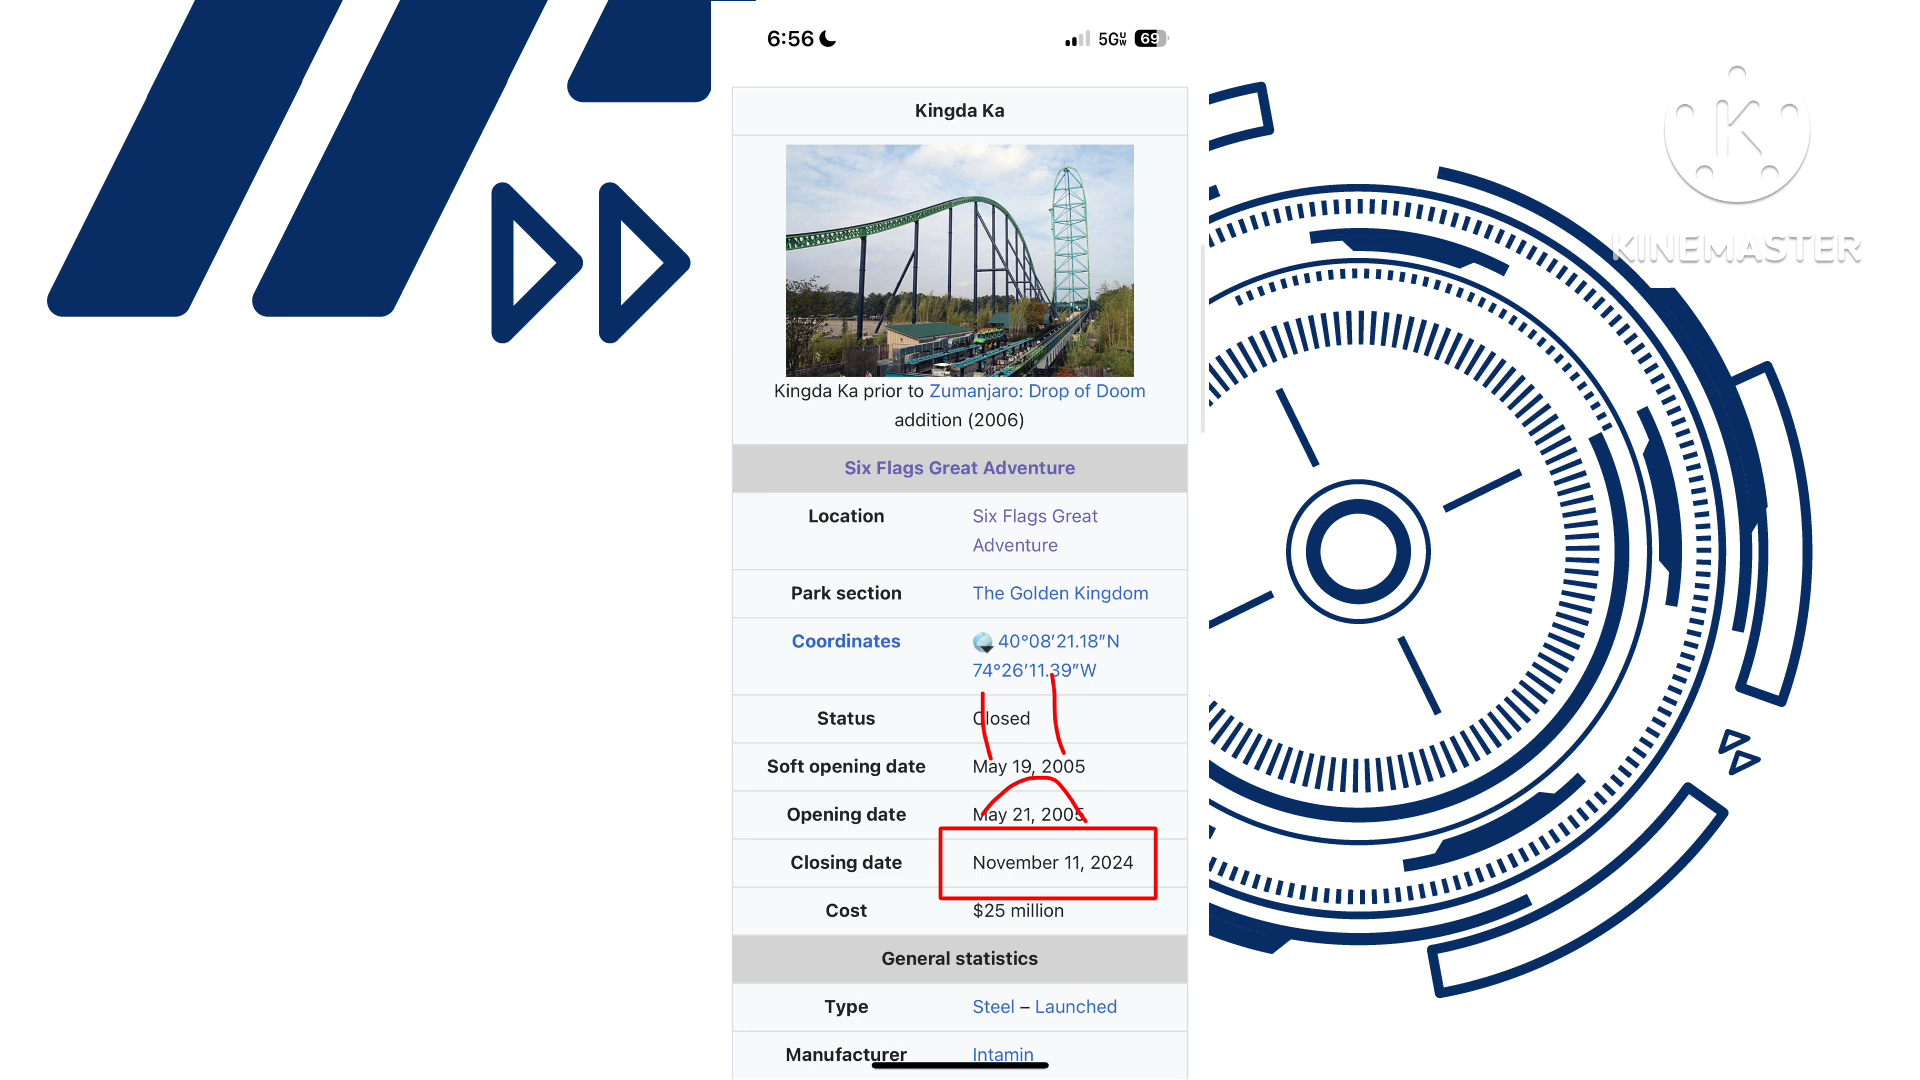 6:56
5GUW
69
Kingda Ka
Kingda Ka prior to Zumanjaro: Drop of Doom
addition (2006)
Six Flags Great Adventure
Location Six Flags Great
Adventure
Park section The Golden Kingdom
Coordinates 40°08′21.18″N
74°26′11.39″W
Status Closed
Soft opening date May 19, 2005
Opening date May 21, 2005
Closing date November 11, 2024
Cost $25 million
General statistics
Type Steel – Launched
Manufacturer Intamin
K
KINEMASTER